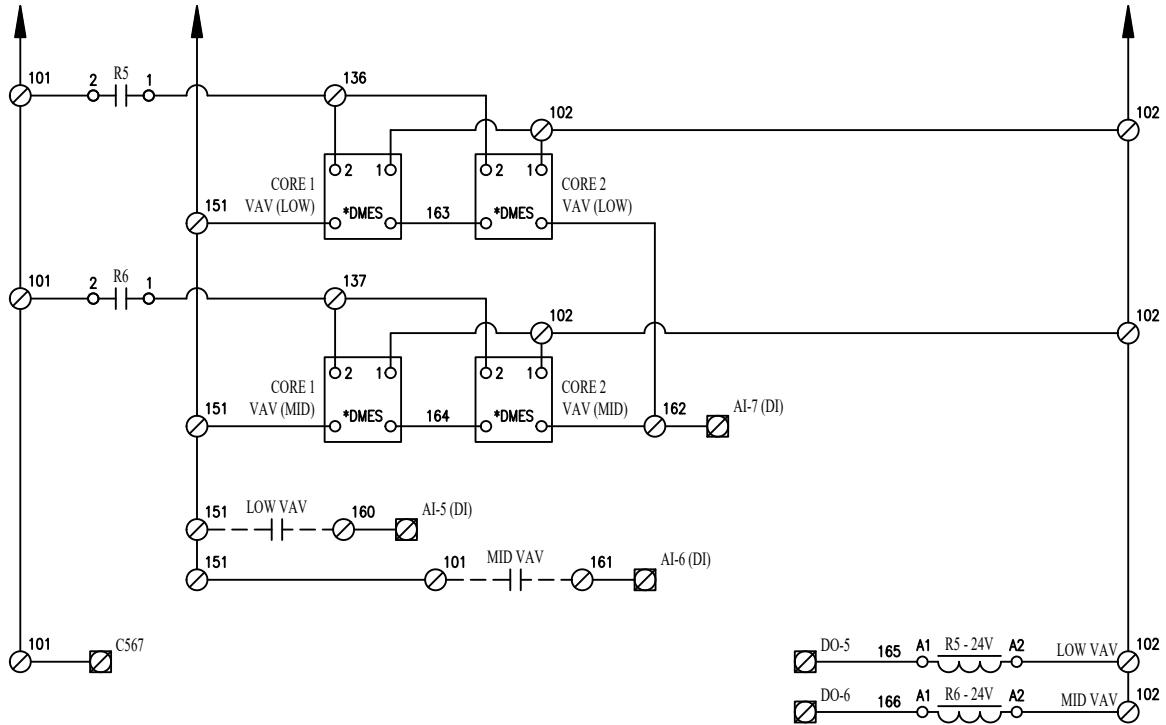 101 2 R5 1 136
102 102
2 1 2 1
CORE 1 CORE 2
VAV (LOW) VAV (LOW)
151 *DMES 163 *DMES
101 2 R6 1 137
102 102
2 1 2 1
CORE 1 CORE 2
VAV (MID) VAV (MID)
151 *DMES 164 *DMES 162 AI-7 (DI)
151 LOW VAV 160 AI-5 (DI)
151 101 MID VAV 161 AI-6 (DI)
101 C567
DO-5 165 A1 R5 - 24V A2 LOW VAV 102
DO-6 166 A1 R6 - 24V A2 MID VAV 102